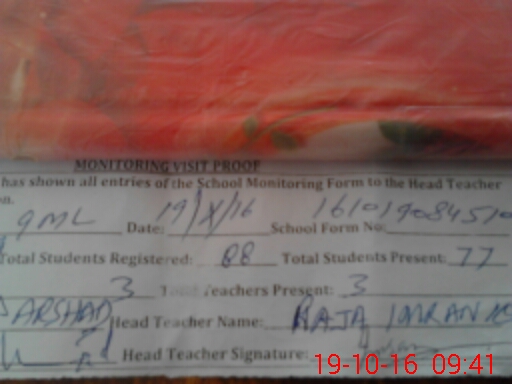 MONITORING VISIT PROOF
has shown all entries of the School Monitoring Form to the Head Teacher
n.
9ML Date: 19/X/16 School Form No: 161019084510
Total Students Registered: 88 Total Students Present: 77
3 Teachers Present: 3
ARSHAD Head Teacher Name: RAJA IMRAN
Head Teacher Signature:
19-10-16 09:41